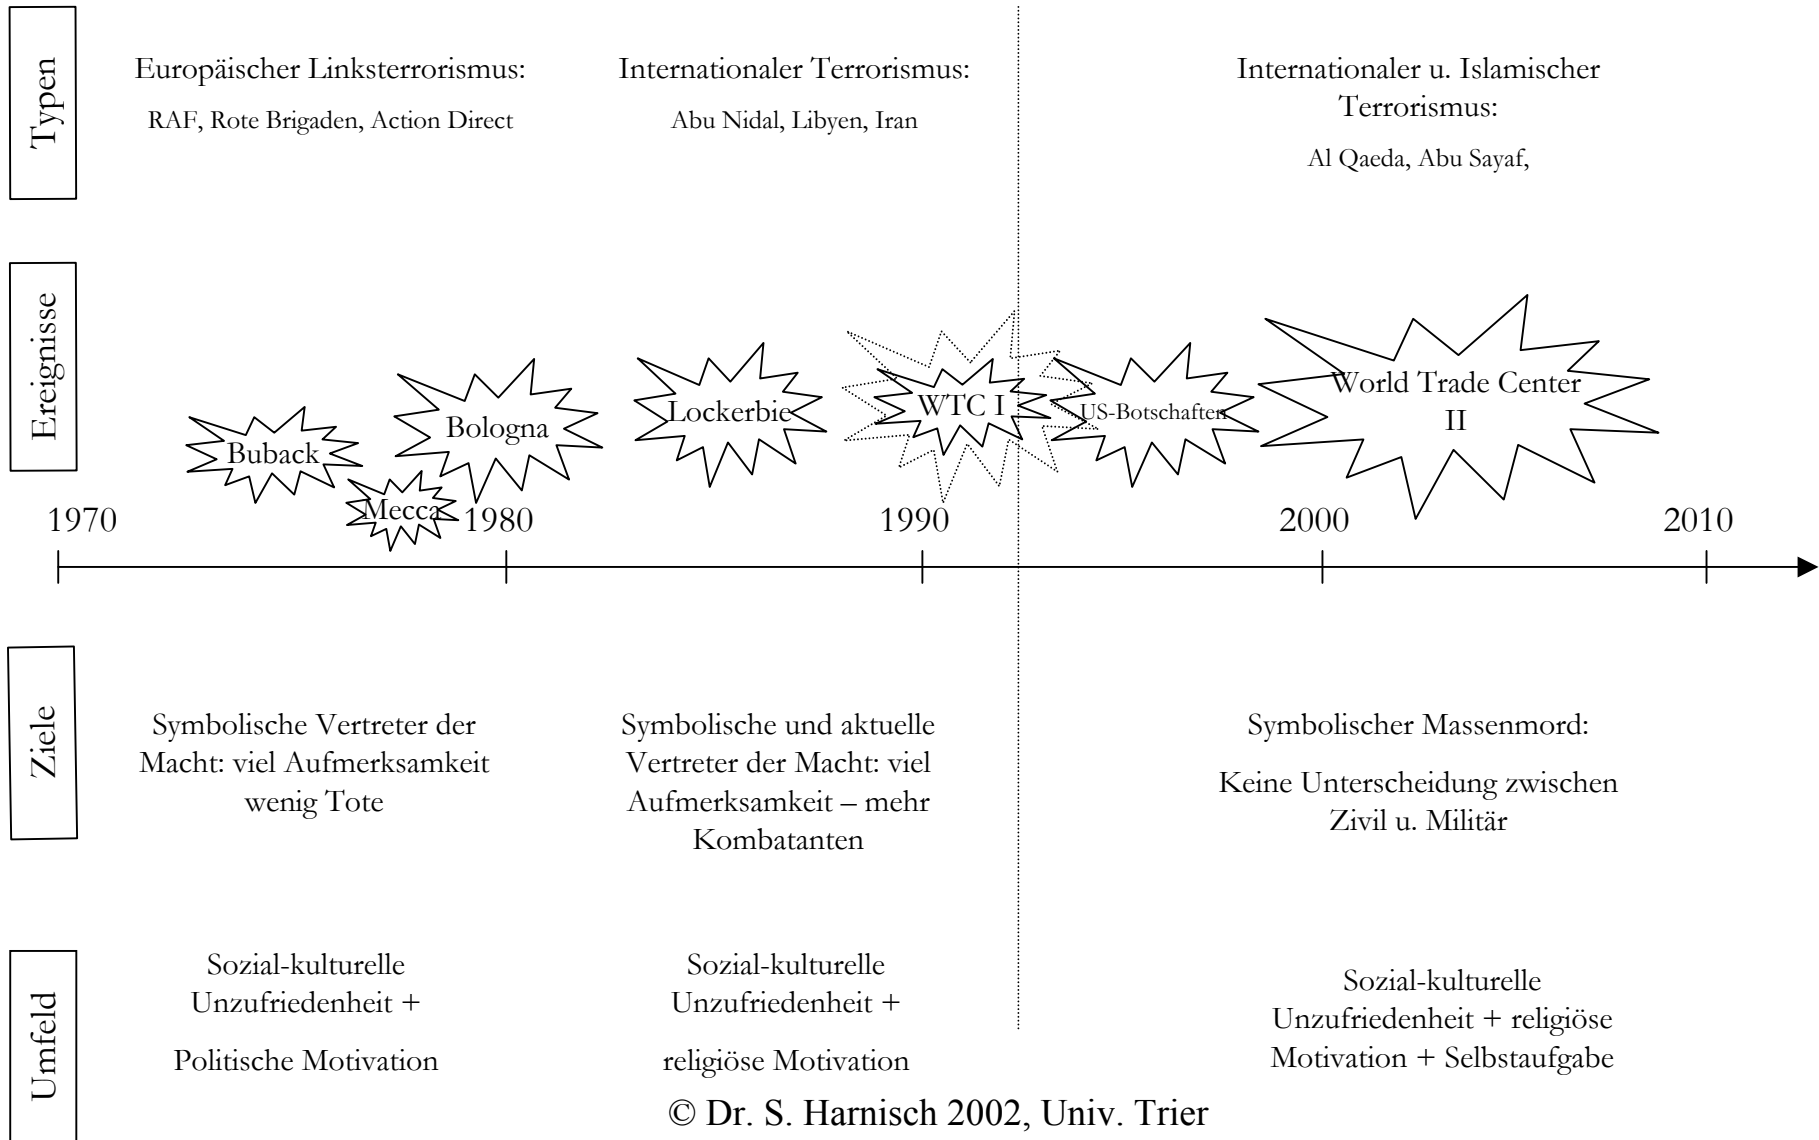 Typen
Europäischer Linksterrorismus:
RAF, Rote Brigaden, Action Direct
Internationaler Terrorismus:
Abu Nidal, Libyen, Iran
Internationaler u. Islamischer
Terrorismus:
Al Qaeda, Abu Sayaf,
Ereignisse
Buback
Mecca
Bologna
Lockerbie
WTC I
US-Botschaften
World Trade Center
II
1970
1980
1990
2000
2010
Ziele
Symbolische Vertreter der
Macht: viel Aufmerksamkeit
wenig Tote
Symbolische und aktuelle
Vertreter der Macht: viel
Aufmerksamkeit – mehr
Kombatanten
Symbolischer Massenmord:
Keine Unterscheidung zwischen
Zivil u. Militär
Umfeld
Sozial-kulturelle
Unzufriedenheit +
Politische Motivation
Sozial-kulturelle
Unzufriedenheit +
religiöse Motivation
Sozial-kulturelle
Unzufriedenheit + religiöse
Motivation + Selbstaufgabe
© Dr. S. Harnisch 2002, Univ. Trier